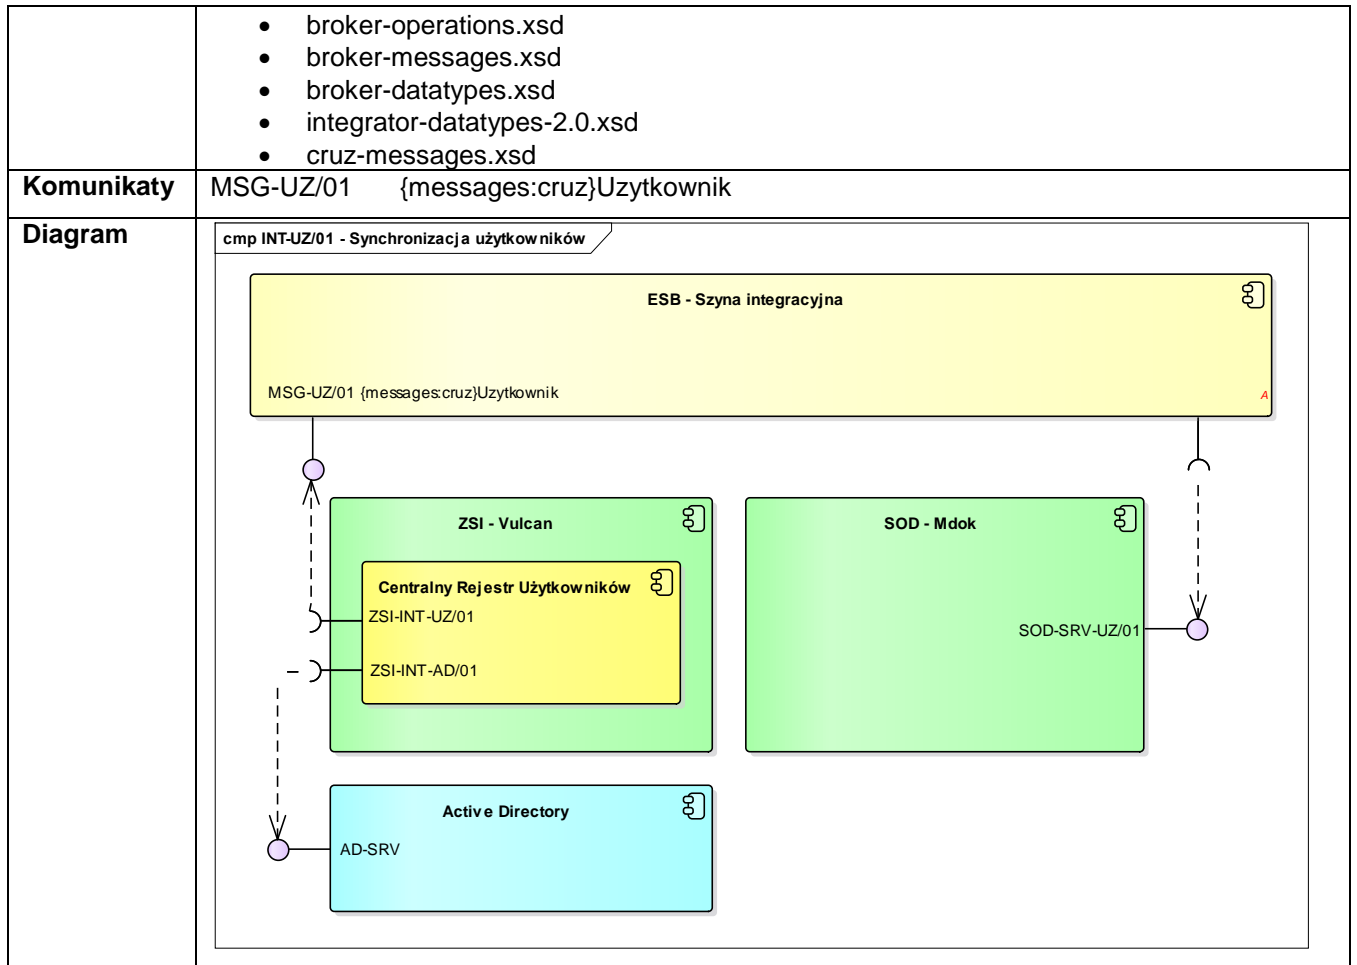 • broker-operations.xsd
• broker-messages.xsd
• broker-datatypes.xsd
• integrator-datatypes-2.0.xsd
• cruz-messages.xsd
Komunikaty MSG-UZ/01 {messages:cruz}Uzytkownik
Diagram
cmp INT-UZ/01 - Synchronizacja użytkowników
ESB - Szyna integracyjna
MSG-UZ/01 {messages:cruz}Uzytkownik
A
ZSI - Vulcan
SOD - Mdok
Centralny Rejestr Użytkowników
ZSI-INT-UZ/01
SOD-SRV-UZ/01
ZSI-INT-AD/01
Active Directory
AD-SRV